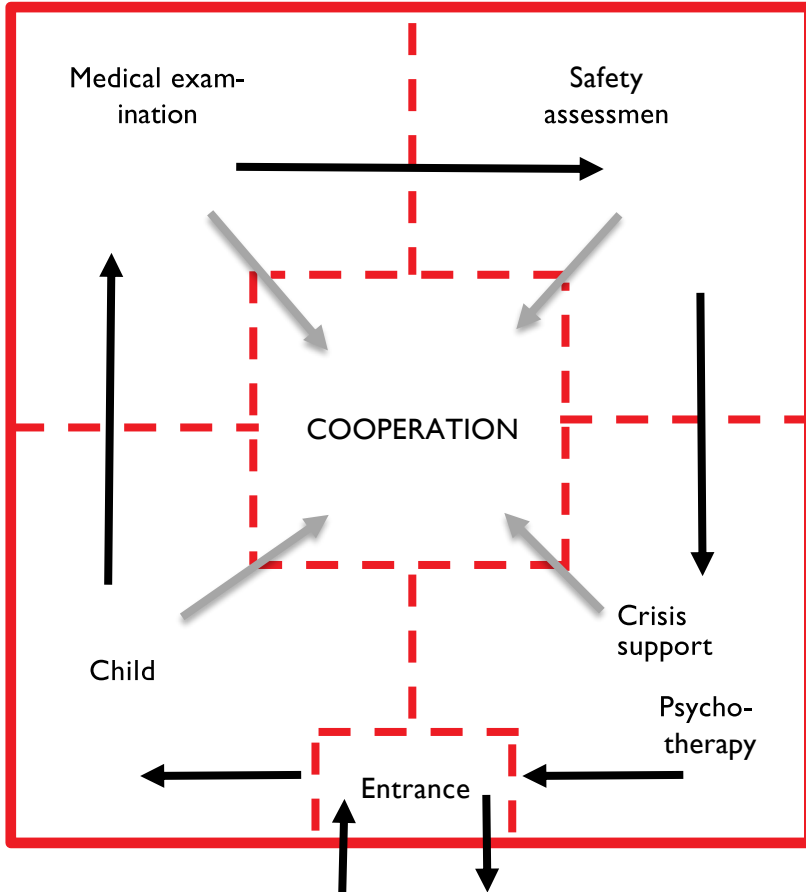 Medical exam-
ination
Safety
assessmen
COOPERATION
Child
Crisis
support
Psycho-
therapy
Entrance